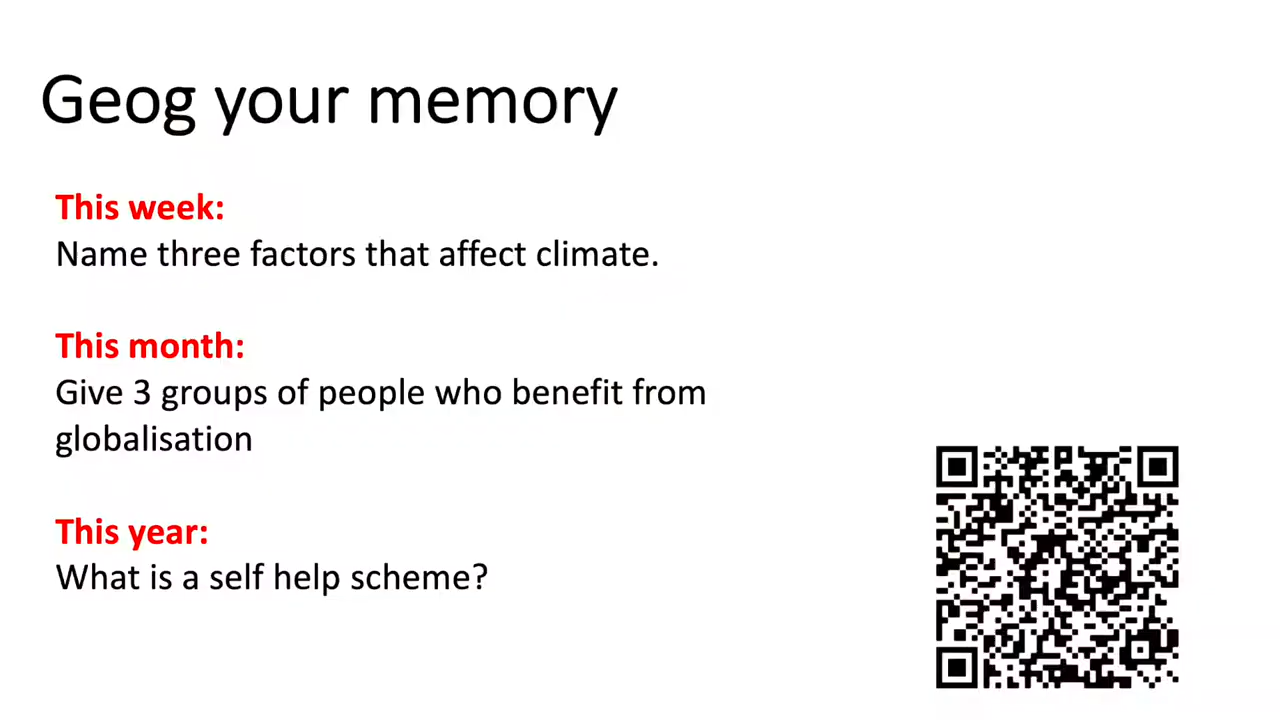 Geog your memory
This week:
Name three factors that affect climate.
This month:
Give 3 groups of people who benefit from
globalisation
This year:
What is a self help scheme?